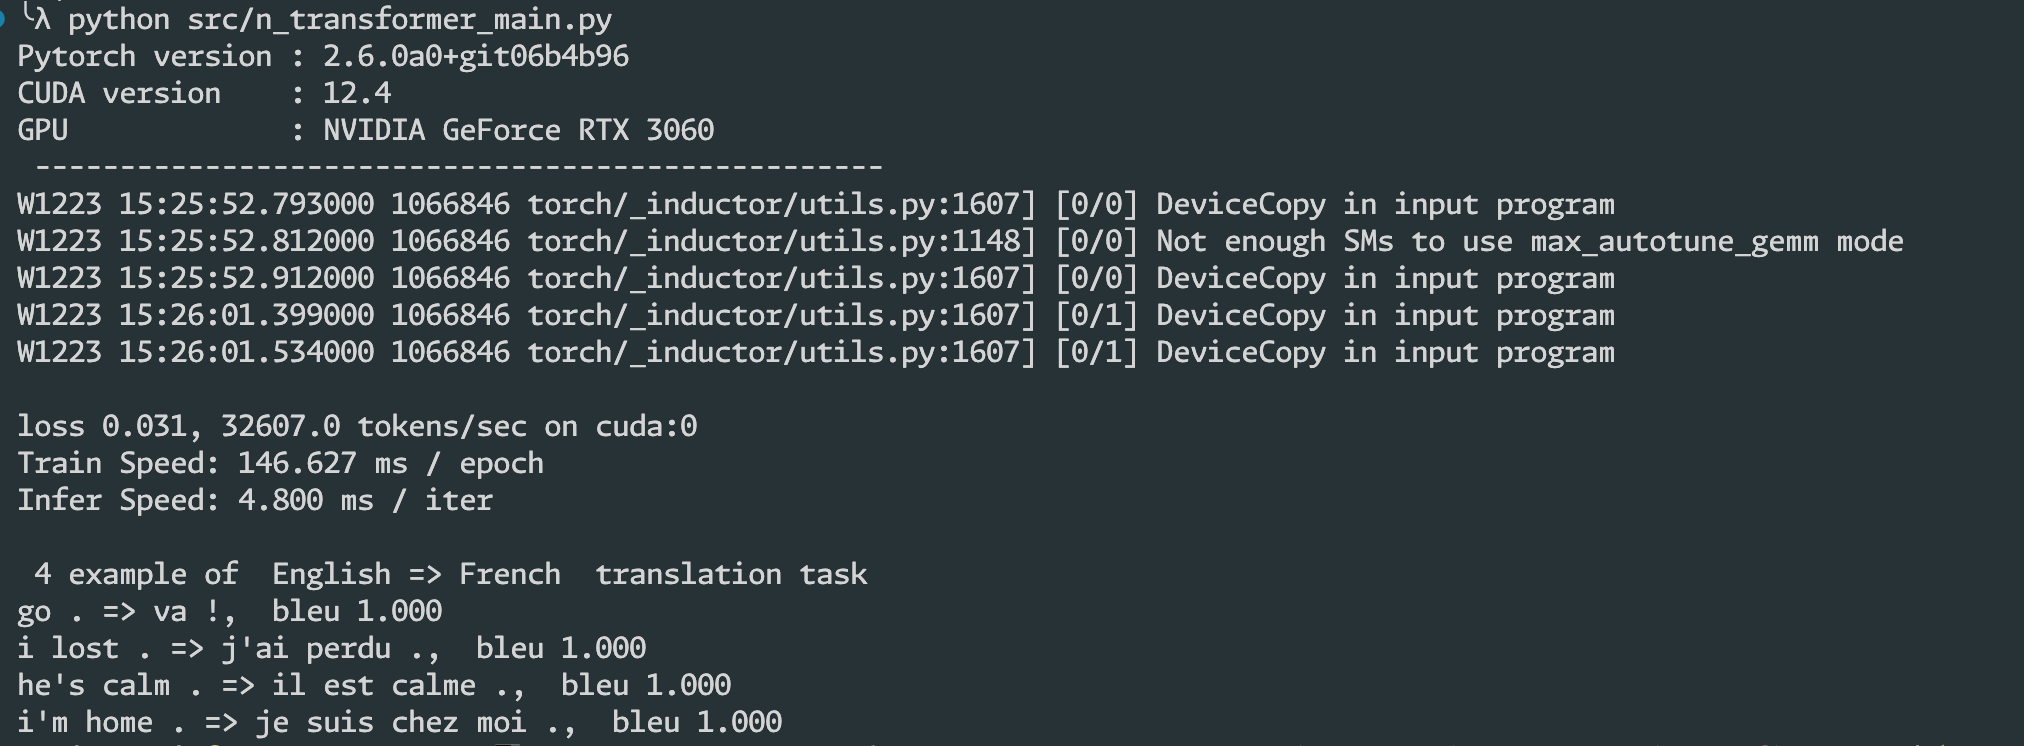 ╰λ python src/n_transformer_main.py
Pytorch version : 2.6.0a0+git06b4b96
CUDA version    : 12.4
GPU             : NVIDIA GeForce RTX 3060
 --------------------------------------------------
W1223 15:25:52.793000 1066846 torch/_inductor/utils.py:1607] [0/0] DeviceCopy in input program
W1223 15:25:52.812000 1066846 torch/_inductor/utils.py:1148] [0/0] Not enough SMs to use max_autotune_gemm mode
W1223 15:25:52.912000 1066846 torch/_inductor/utils.py:1607] [0/0] DeviceCopy in input program
W1223 15:26:01.399000 1066846 torch/_inductor/utils.py:1607] [0/1] DeviceCopy in input program
W1223 15:26:01.534000 1066846 torch/_inductor/utils.py:1607] [0/1] DeviceCopy in input program
loss 0.031, 32607.0 tokens/sec on cuda:0
Train Speed: 146.627 ms / epoch
Infer Speed: 4.800 ms / iter
 4 example of  English => French  translation task
go . => va !,  bleu 1.000
i lost . => j'ai perdu .,  bleu 1.000
he's calm . => il est calme .,  bleu 1.000
i'm home . => je suis chez moi .,  bleu 1.000